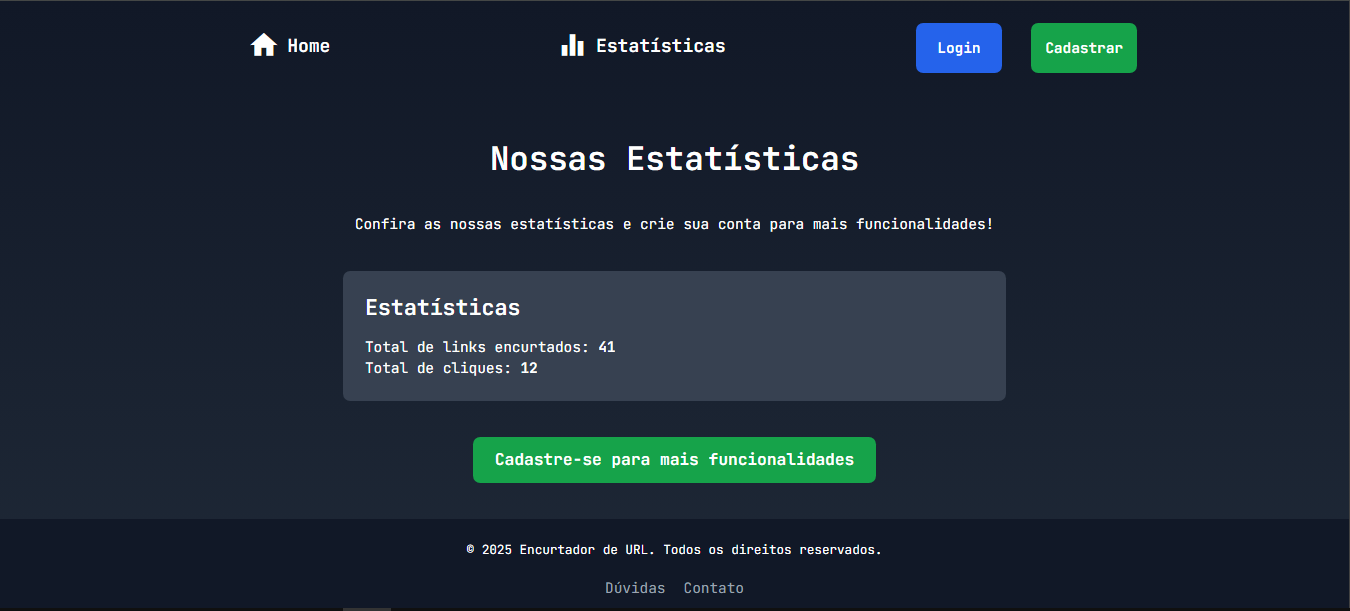 Home
Estatísticas
Login
Cadastrar
Nossas Estatísticas
Confira as nossas estatísticas e crie sua conta para mais funcionalidades!
Estatísticas
Total de links encurtados: 41
Total de cliques: 12
Cadastre-se para mais funcionalidades
© 2025 Encurtador de URL. Todos os direitos reservados.
Dúvidas Contato